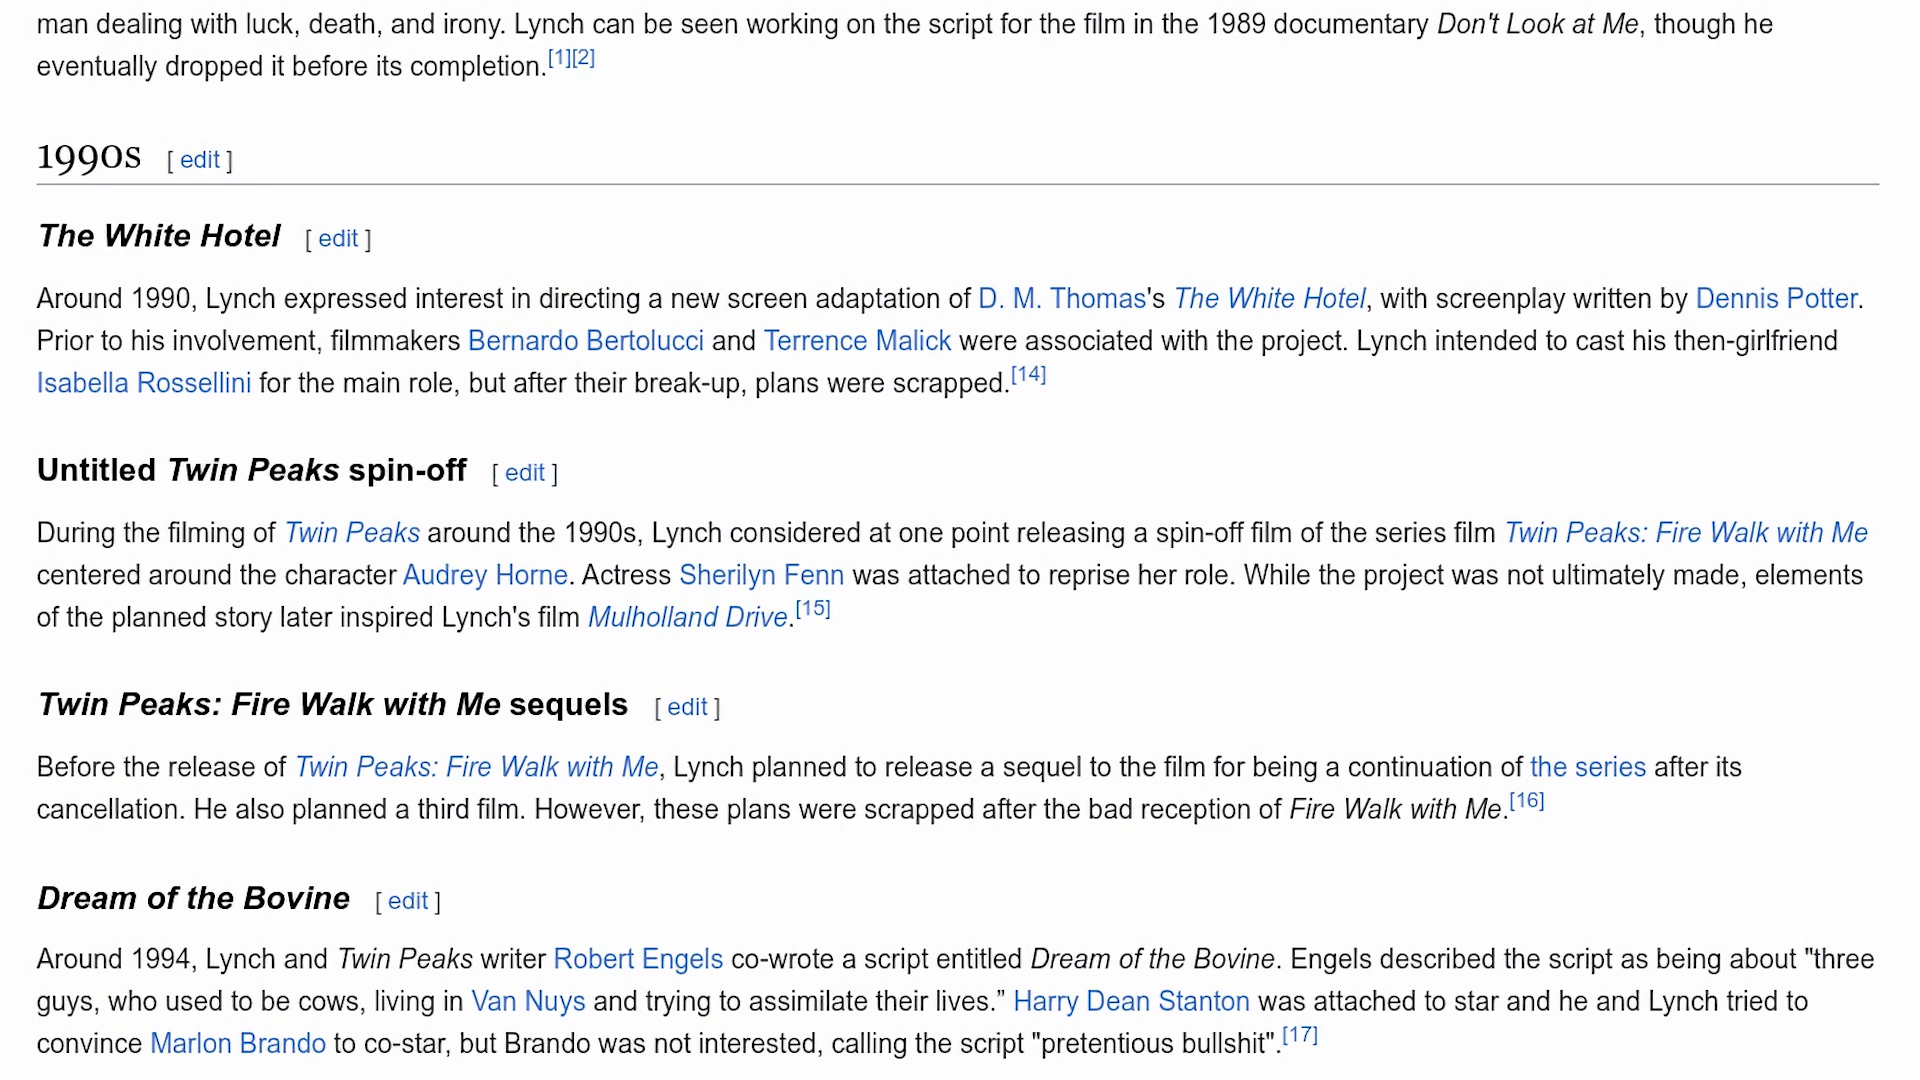 man dealing with luck, death, and irony. Lynch can be seen working on the script for the film in the 1989 documentary Don't Look at Me, though he
eventually dropped it before its completion.[1][2]
1990s [ edit ]
The White Hotel [ edit ]
Around 1990, Lynch expressed interest in directing a new screen adaptation of D. M. Thomas's The White Hotel, with screenplay written by Dennis Potter.
Prior to his involvement, filmmakers Bernardo Bertolucci and Terrence Malick were associated with the project. Lynch intended to cast his then-girlfriend
Isabella Rossellini for the main role, but after their break-up, plans were scrapped.[14]
Untitled Twin Peaks spin-off [ edit ]
During the filming of Twin Peaks around the 1990s, Lynch considered at one point releasing a spin-off film of the series film Twin Peaks: Fire Walk with Me
centered around the character Audrey Horne. Actress Sherilyn Fenn was attached to reprise her role. While the project was not ultimately made, elements
of the planned story later inspired Lynch's film Mulholland Drive.[15]
Twin Peaks: Fire Walk with Me sequels [ edit ]
Before the release of Twin Peaks: Fire Walk with Me, Lynch planned to release a sequel to the film for being a continuation of the series after its
cancellation. He also planned a third film. However, these plans were scrapped after the bad reception of Fire Walk with Me.[16]
Dream of the Bovine [ edit ]
Around 1994, Lynch and Twin Peaks writer Robert Engels co-wrote a script entitled Dream of the Bovine. Engels described the script as being about "three
guys, who used to be cows, living in Van Nuys and trying to assimilate their lives.” Harry Dean Stanton was attached to star and he and Lynch tried to
convince Marlon Brando to co-star, but Brando was not interested, calling the script "pretentious bullshit".[17]